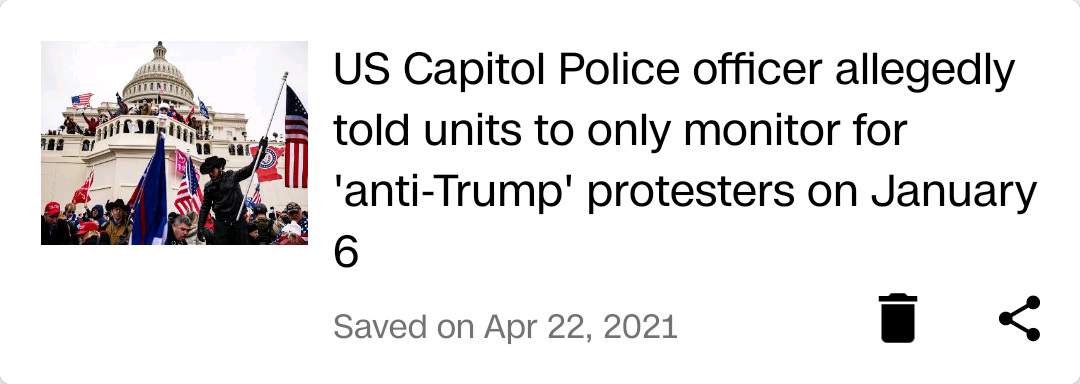 US Capitol Police officer allegedly
told units to only monitor for
'anti-Trump' protesters on January
6
Saved on Apr 22, 2021